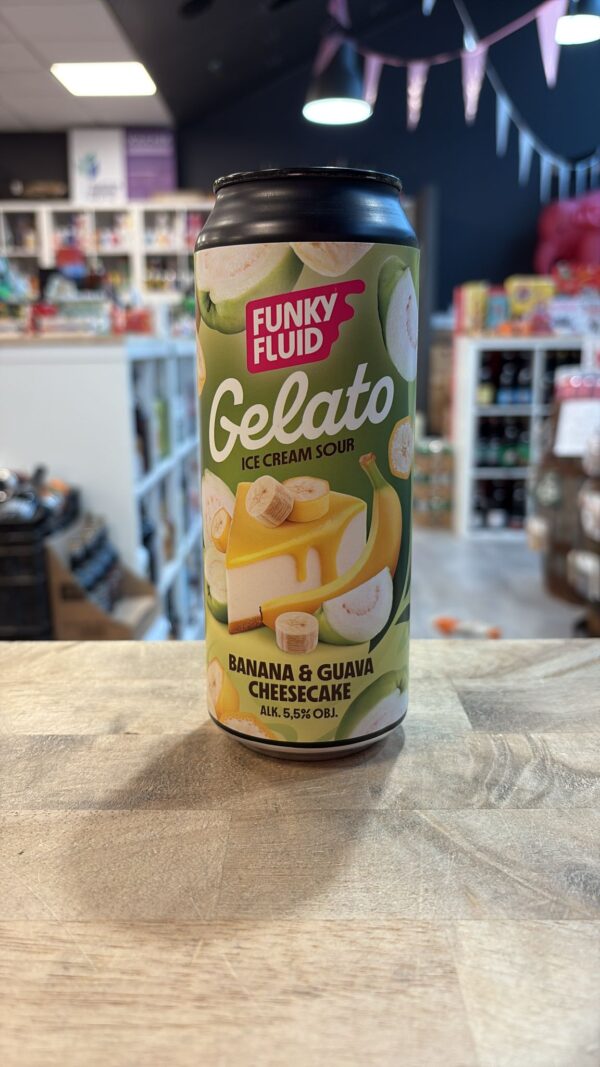 FUNKY
FLUID
Gelato
ICE CREAM SOUR
BANANA & GUAVA
CHEESECAKE
ALK. 5,5% OBJ.